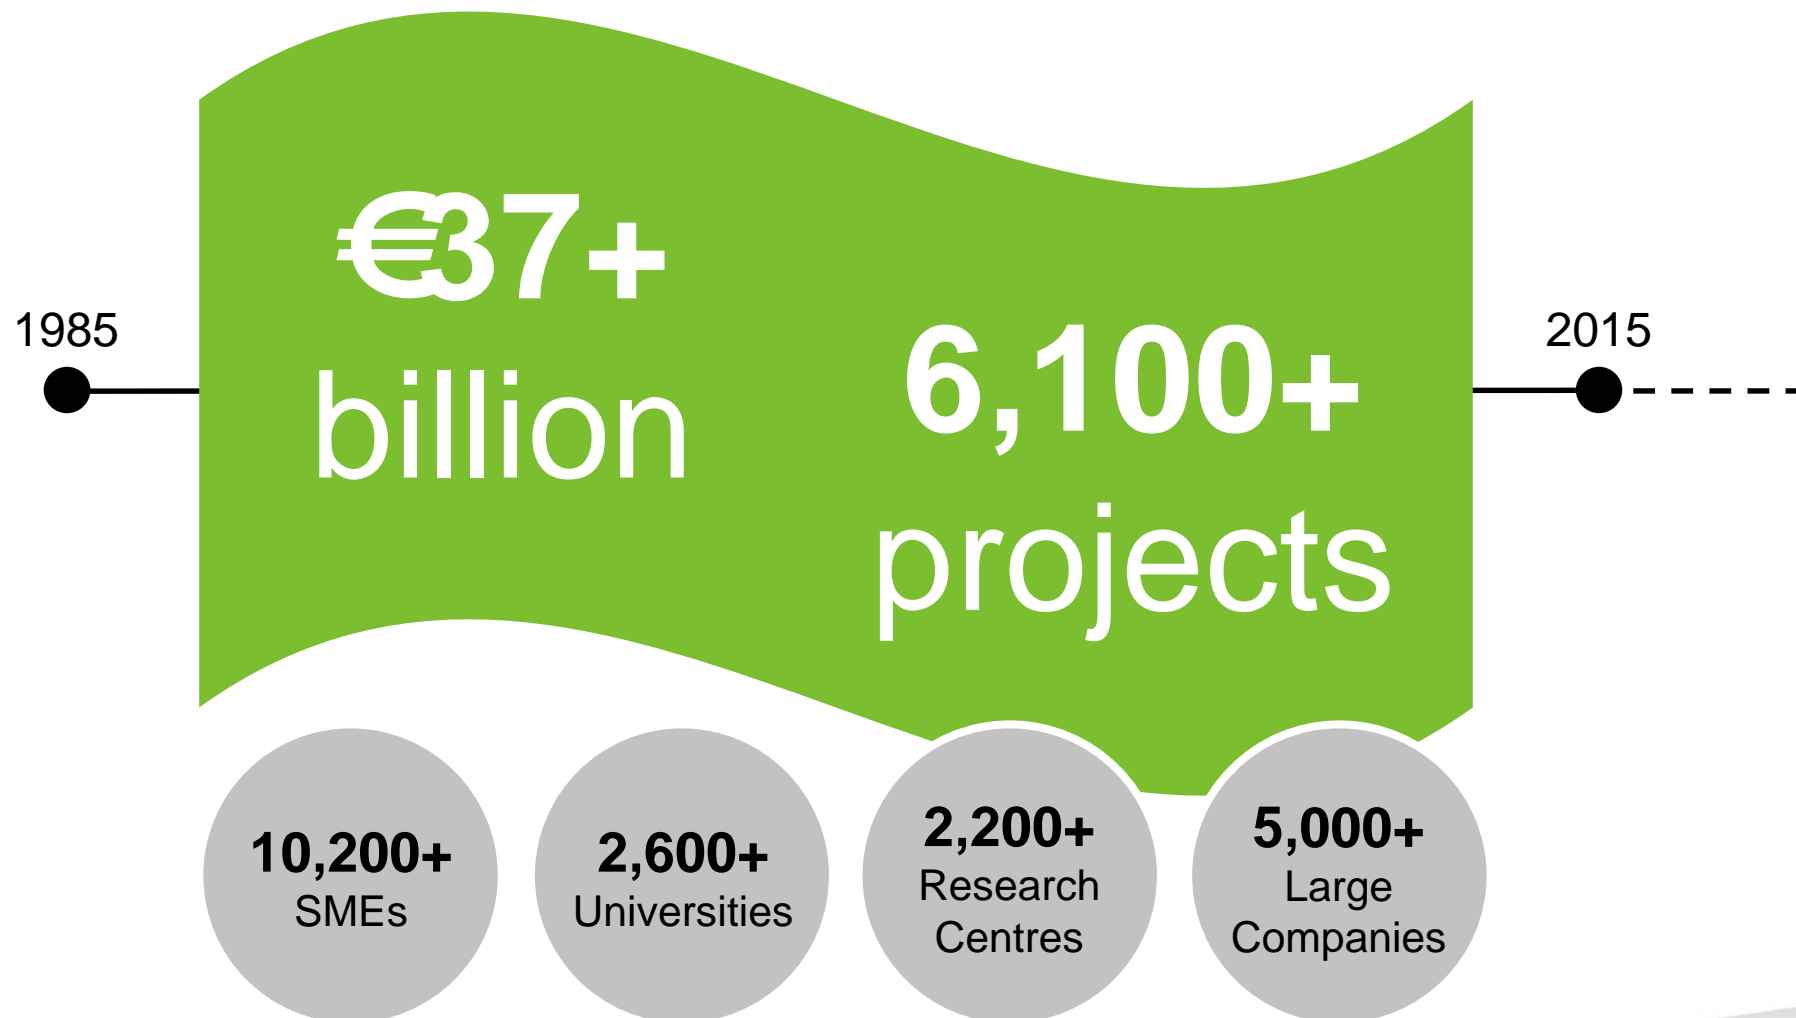 €37+
billion
6,100+
projects
1985
2015
10,200+
SMEs
2,600+
Universities
2,200+
Research
Centres
5,000+
Large
Companies